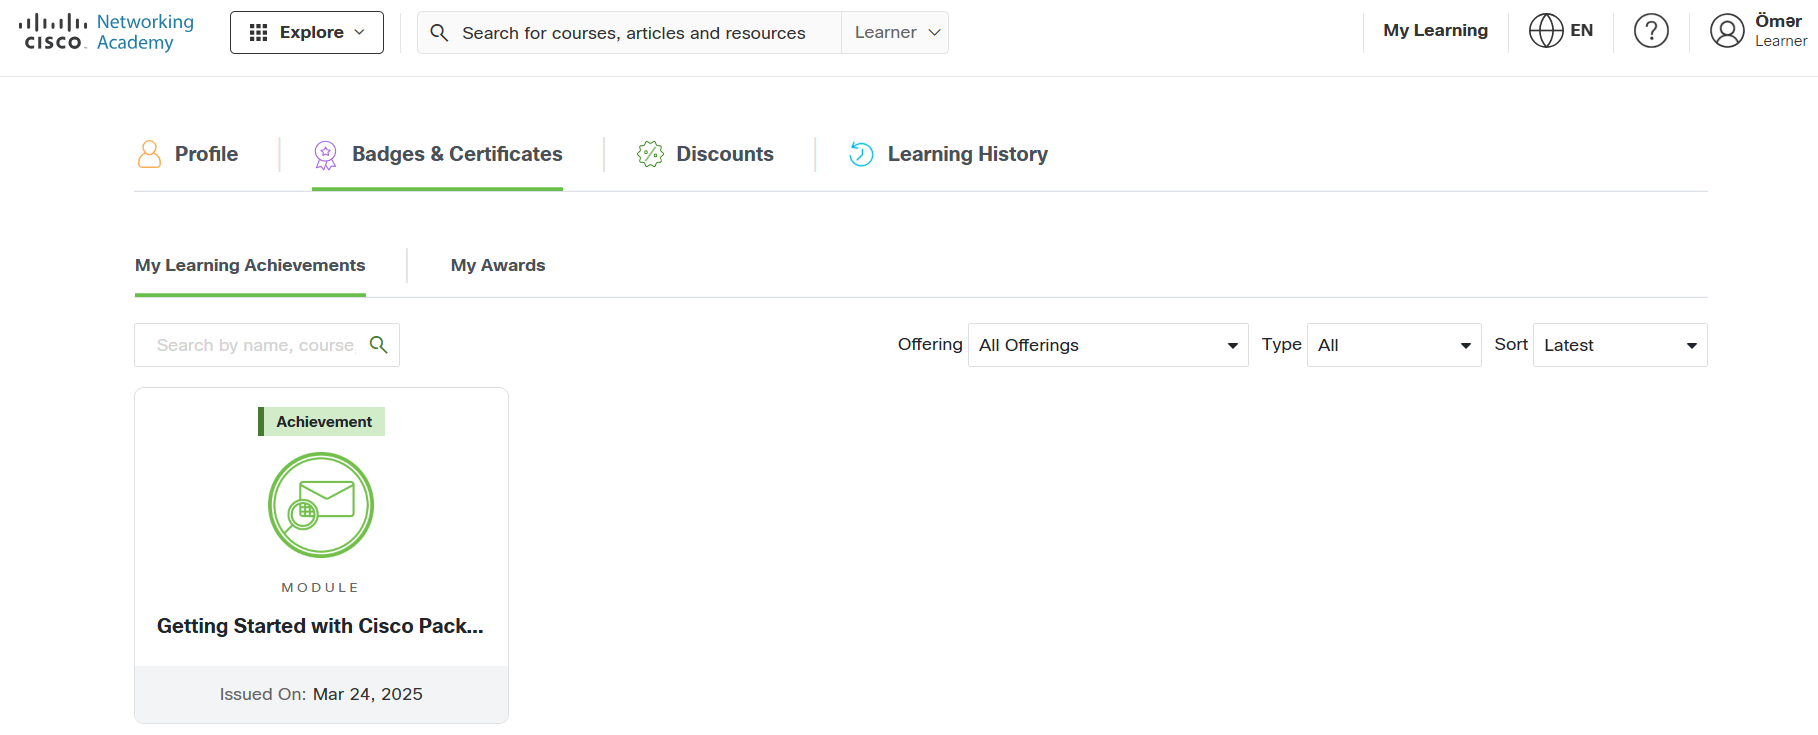 CISCO Networking Academy
Explore
Search for courses, articles and resources
Learner
My Learning
EN
?
Ömər
Learner
Profile
Badges & Certificates
Discounts
Learning History
My Learning Achievements
My Awards
Search by name, course,
Offering
All Offerings
Type
All
Sort
Latest
Achievement
MODULE
Getting Started with Cisco Pack...
Issued On: Mar 24, 2025